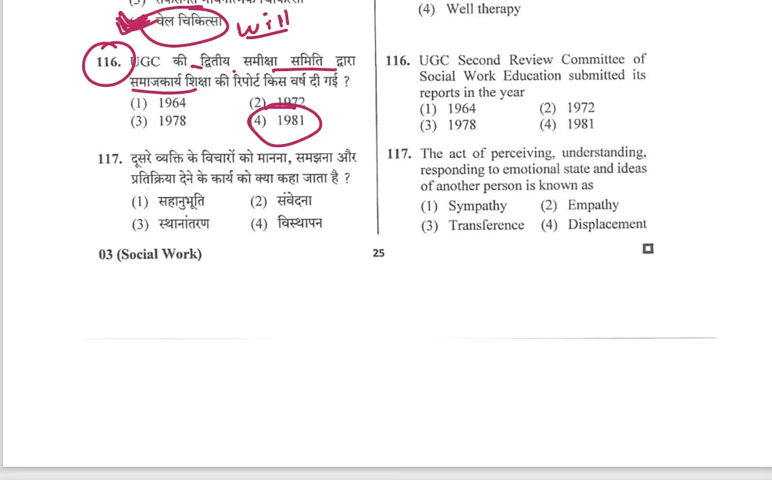 वेल चिकित्सा
will
116. UGC की द्वितीय समीक्षा समिति द्वारा
समाजकार्य शिक्षा की रिपोर्ट किस वर्ष दी गई ?
(1) 1964 (2) 1972
(3) 1978 (4) 1981
117. दूसरे व्यक्ति के विचारों को मानना, समझना और
प्रतिक्रिया देने के कार्य को क्या कहा जाता है ?
(1) सहानुभूति (2) संवेदना
(3) स्थानांतरण (4) विस्थापन
03 (Social Work)
(4) Well therapy
116. UGC Second Review Committee of
Social Work Education submitted its
reports in the year
(1) 1964 (2) 1972
(3) 1978 (4) 1981
117. The act of perceiving, understanding,
responding to emotional state and ideas
of another person is known as
(1) Sympathy (2) Empathy
(3) Transference (4) Displacement
25